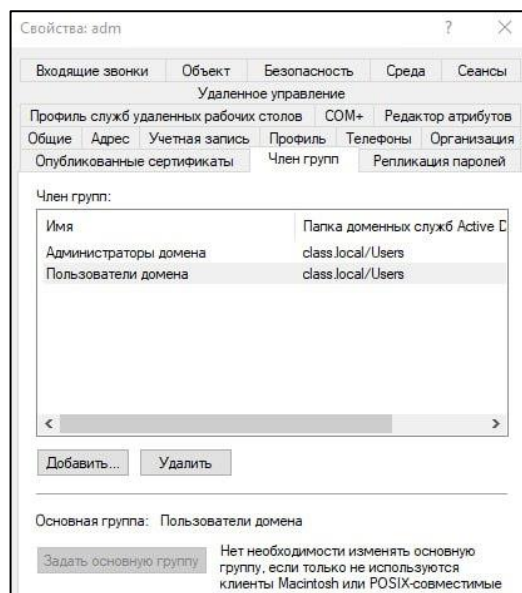 Свойства: adm ?
Входящие звонки Объект Безопасность Среда Сеансы
Удаленное управление
Профиль служб удаленных рабочих столов COM+ Редактор атрибутов
Общие Адрес Учетная запись Профиль Телефоны Организация
Опубликованные сертификаты Член групп Репликация паролей
Член групп:
Имя Папка доменных служб Active D
Администраторы домена class.local/Users
Пользователи домена class.local/Users
Добавить... Удалить
Основная группа: Пользователи домена
Задать основную группу Нет необходимости изменять основную
группу, если только не используются
клиенты Macintosh или POSIX-совместимые